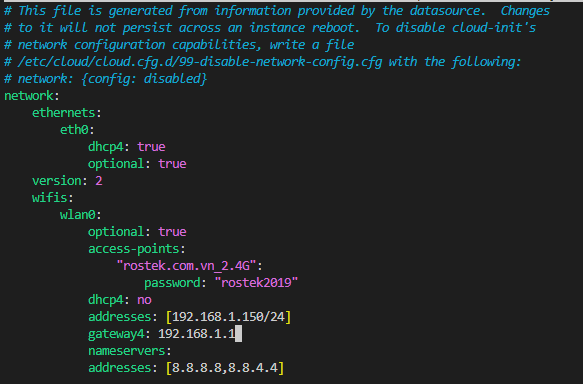 # This file is generated from information provided by the datasource.  Changes
# to it will not persist across an instance reboot.  To disable cloud-init's
# network configuration capabilities, write a file
# /etc/cloud/cloud.cfg.d/99-disable-network-config.cfg with the following:
# network: {config: disabled}
network:
    ethernets:
        eth0:
            dhcp4: true
            optional: true
    version: 2
    wifis:
        wlan0:
            optional: true
            access-points:
                "rostek.com.vn_2.4G":
                    password: "rostek2019"
            dhcp4: no
            addresses: [192.168.1.150/24]
            gateway4: 192.168.1.1
            nameservers:
            addresses: [8.8.8.8,8.8.4.4]